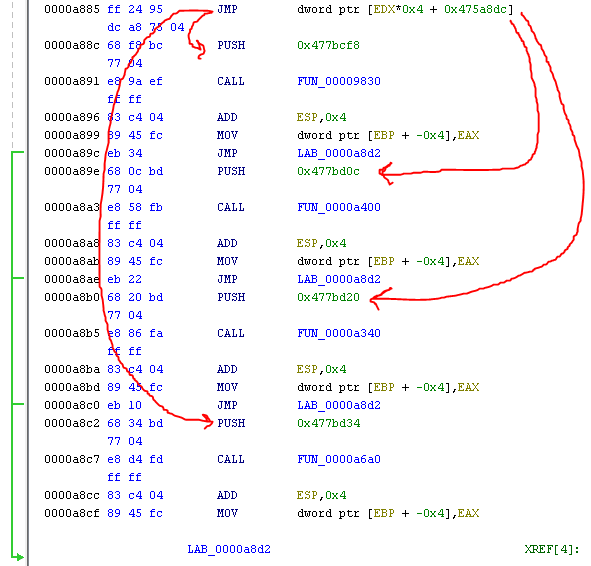 0000a885 ff 24 95 JMP dword ptr [EDX*0x4 + 0x475a8dc]
dc a8 75 04
0000a88c 68 f8 bc PUSH 0x477bcf8
77 04
0000a891 e8 9a ef CALL FUN_00009830
ff ff
0000a896 83 c4 04 ADD ESP,0x4
0000a899 89 45 fc MOV dword ptr [EBP + -0x4],EAX
0000a89c eb 34 JMP LAB_0000a8d2
0000a89e 68 0c bd PUSH 0x477bd0c
77 04
0000a8a3 e8 58 fb CALL FUN_0000a400
ff ff
0000a8a8 83 c4 04 ADD ESP,0x4
0000a8ab 89 45 fc MOV dword ptr [EBP + -0x4],EAX
0000a8ae eb 22 JMP LAB_0000a8d2
0000a8b0 68 20 bd PUSH 0x477bd20
77 04
0000a8b5 e8 86 fa CALL FUN_0000a340
ff ff
0000a8ba 83 c4 04 ADD ESP,0x4
0000a8bd 89 45 fc MOV dword ptr [EBP + -0x4],EAX
0000a8c0 eb 10 JMP LAB_0000a8d2
0000a8c2 68 34 bd PUSH 0x477bd34
77 04
0000a8c7 e8 d4 fd CALL FUN_0000a6a0
ff ff
0000a8cc 83 c4 04 ADD ESP,0x4
0000a8cf 89 45 fc MOV dword ptr [EBP + -0x4],EAX
LAB_0000a8d2 XREF[4]: